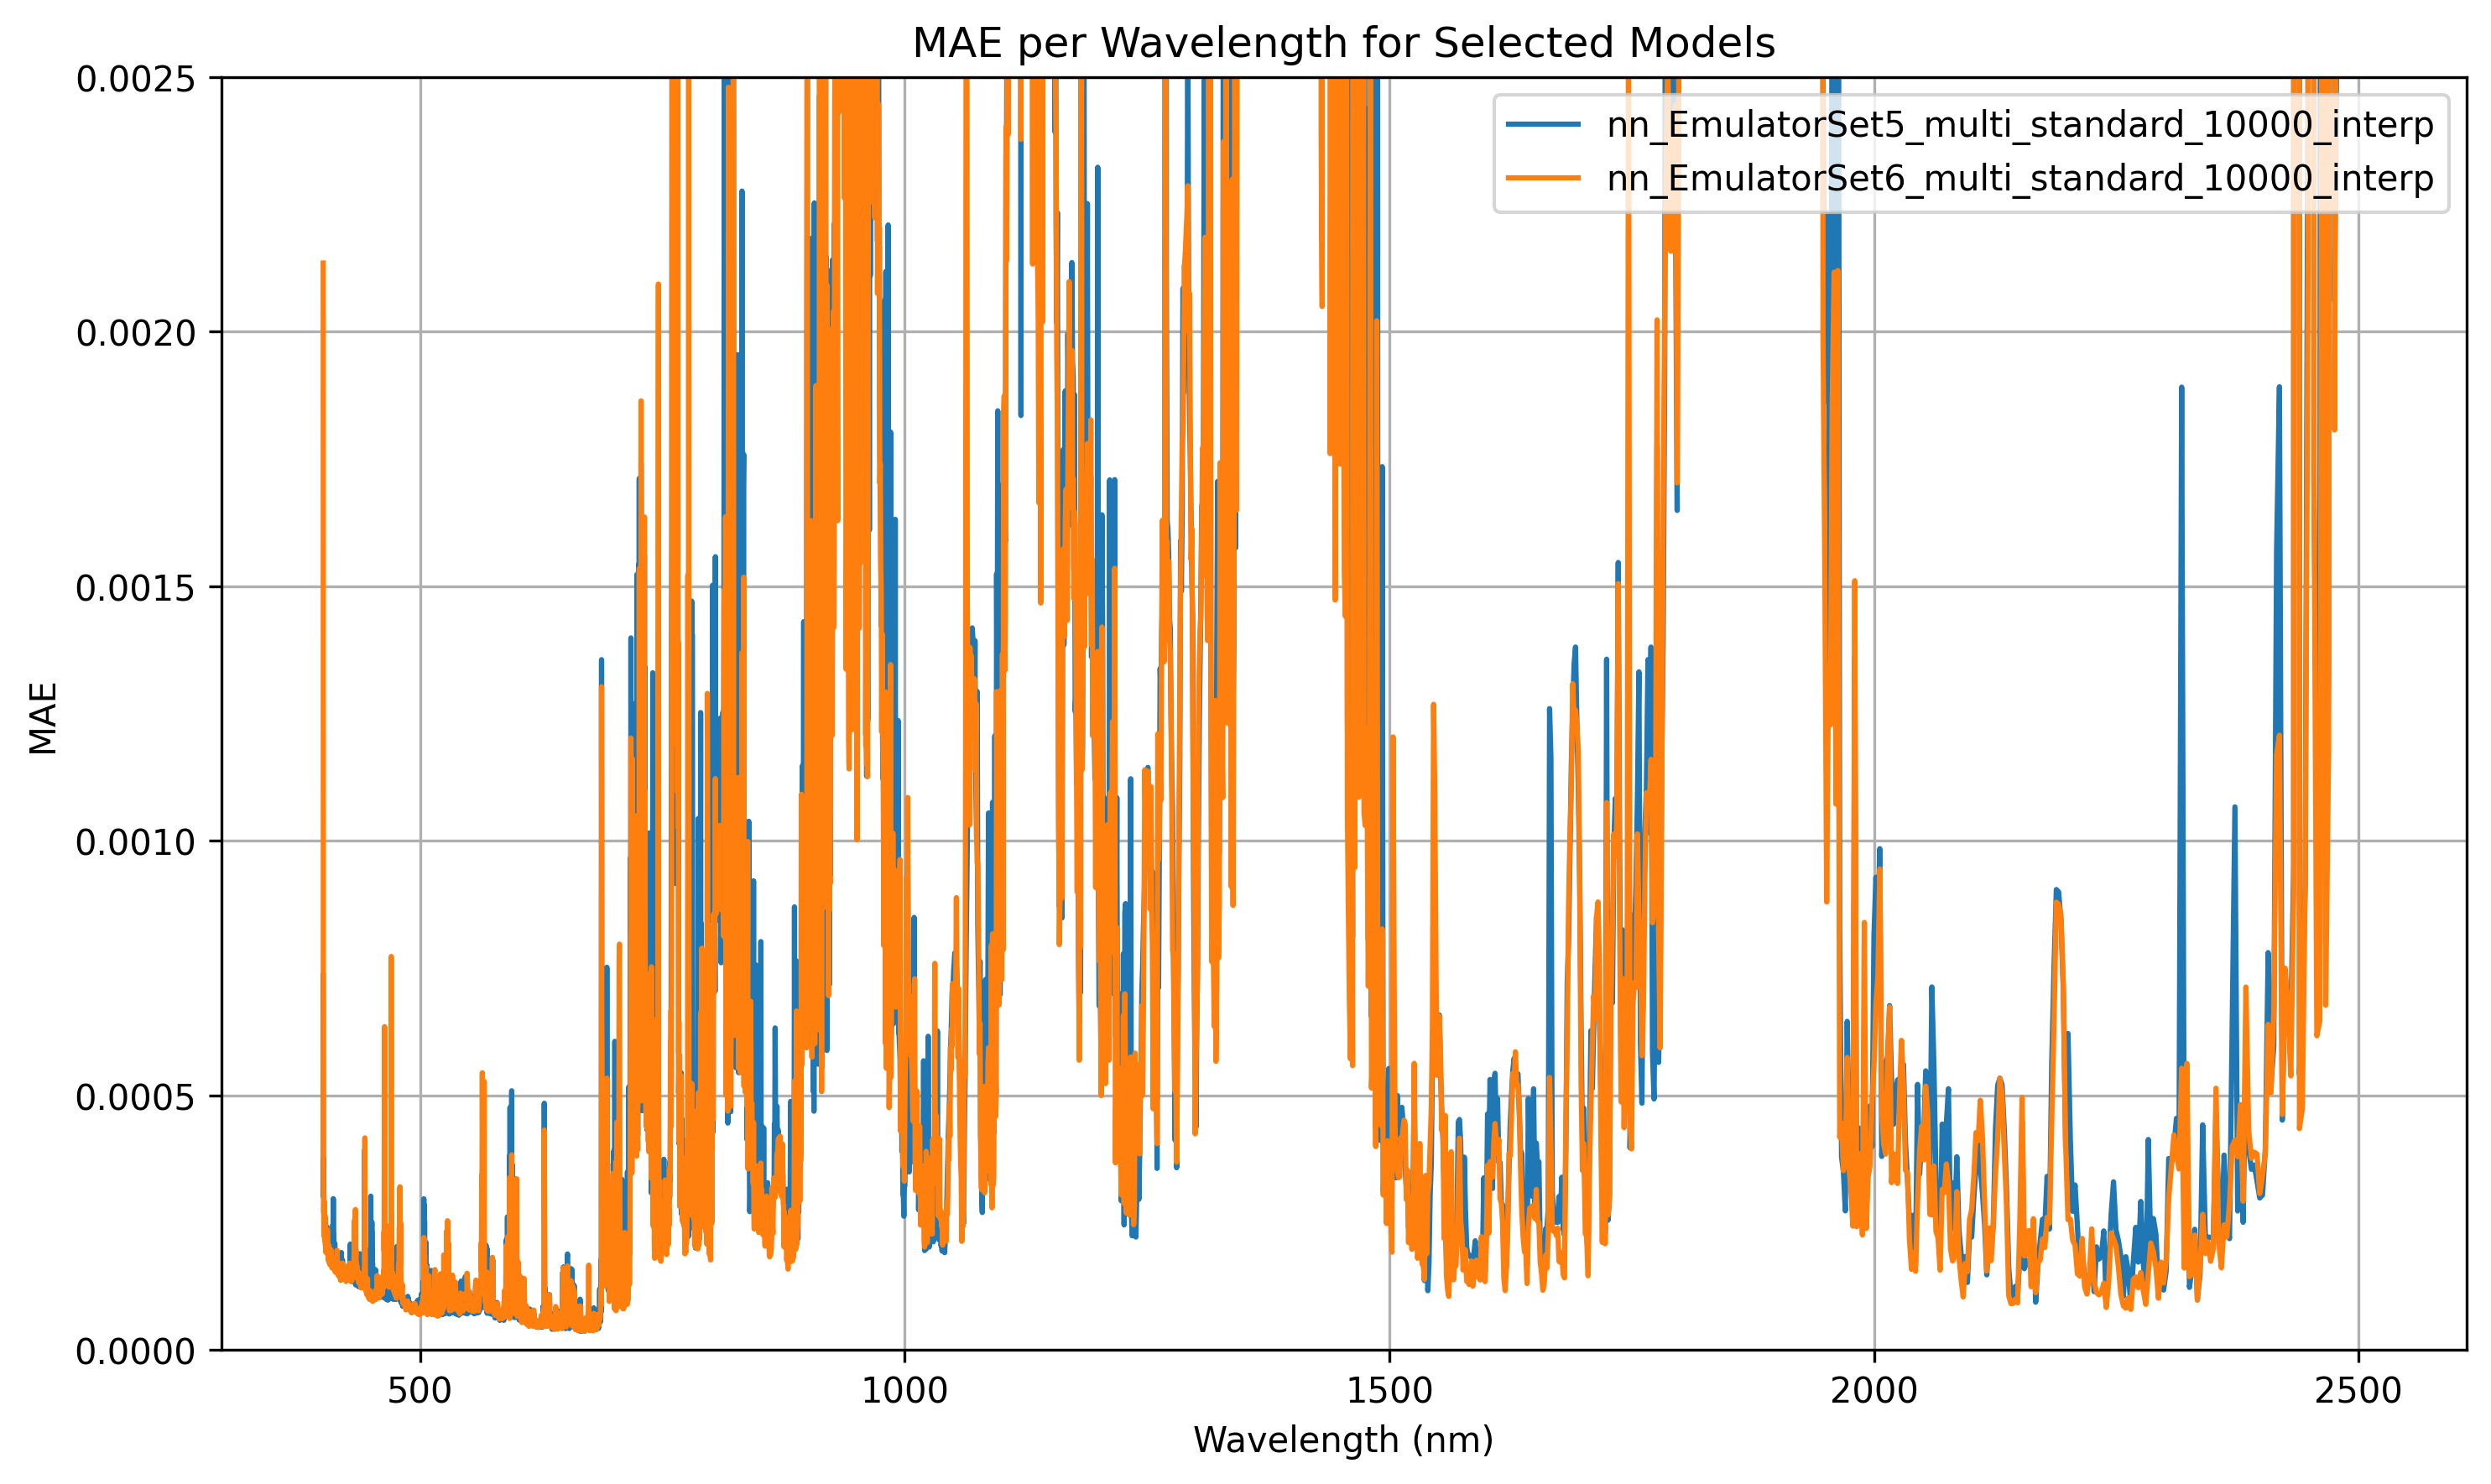 MAE per Wavelength for Selected Models
0.0025
0.0020
0.0015
0.0010
0.0005
0.0000
MAE
nn_EmulatorSet5_multi_standard_10000_interp
nn_EmulatorSet6_multi_standard_10000_interp
500 1000 1500 2000 2500
Wavelength (nm)